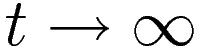 t → ∞